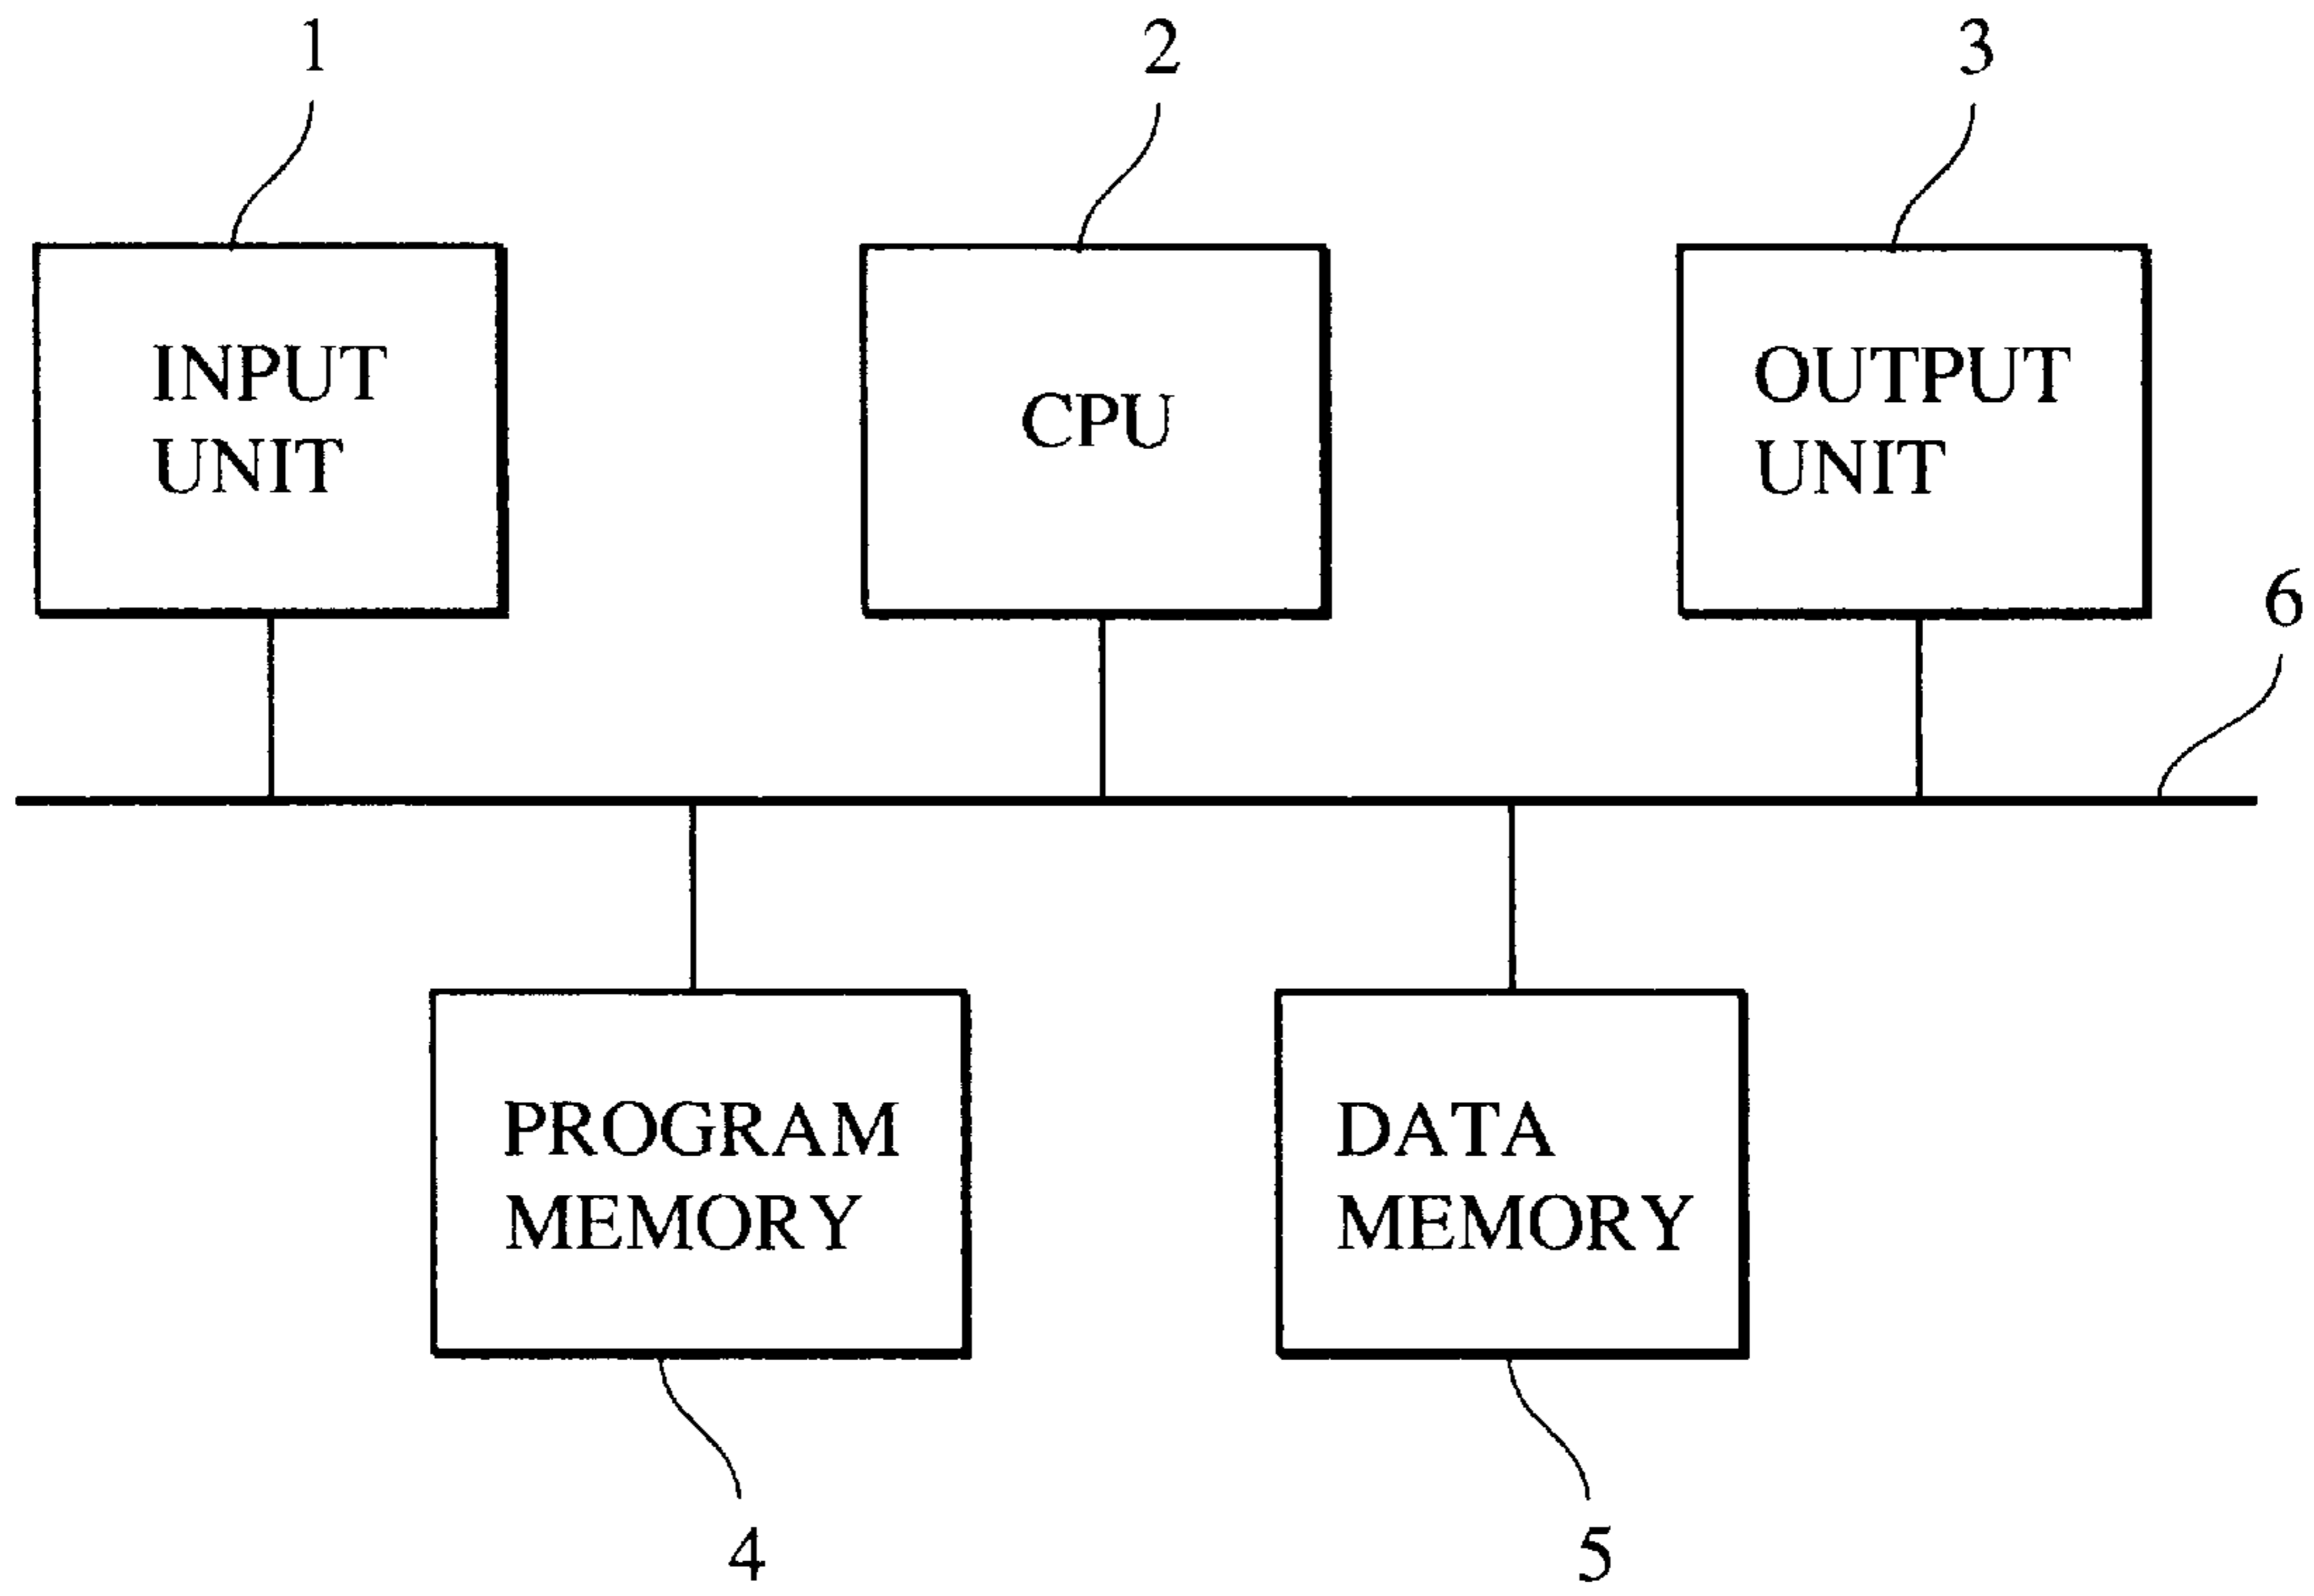 1
2
3
INPUT
UNIT
CPU
OUTPUT
UNIT
6
PROGRAM
MEMORY
DATA
MEMORY
4
5